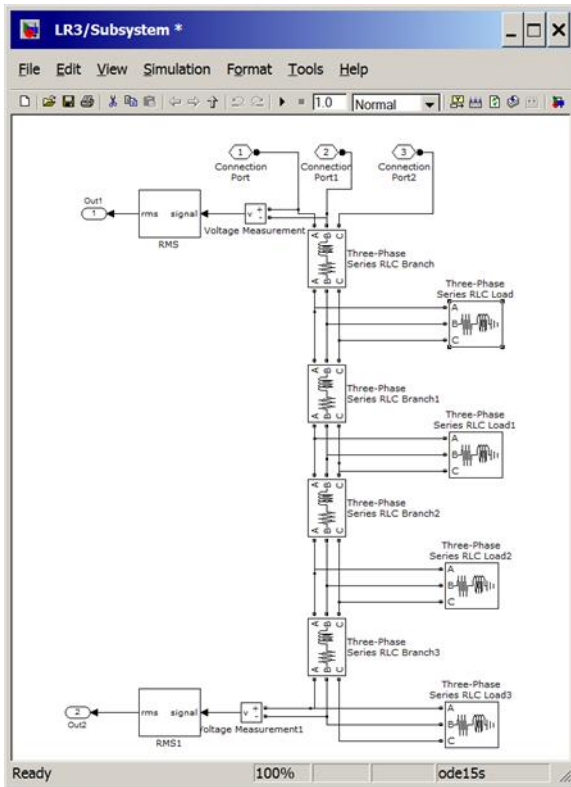 LR3/Subsystem *
File Edit View Simulation Format Tools Help
1.0 Normal
1 2 3
Connection Port
Connection Port1
Connection Port2
Out1
1
rms signal
RMS
v + -
Voltage Measurement
A B C
A B C
Three-Phase
Series RLC Branch
Three-Phase
Series RLC Load
A
B
C
A B C
A B C
Three-Phase
Series RLC Branch1
Three-Phase
Series RLC Load1
A
B
C
A B C
A B C
Three-Phase
Series RLC Branch2
Three-Phase
Series RLC Load2
A
B
C
A B C
A B C
Three-Phase
Series RLC Branch3
Three-Phase
Series RLC Load3
A
B
C
2
Out2
rms signal
RMS1
v + -
oltage Measurement1
Ready 100% ode15s